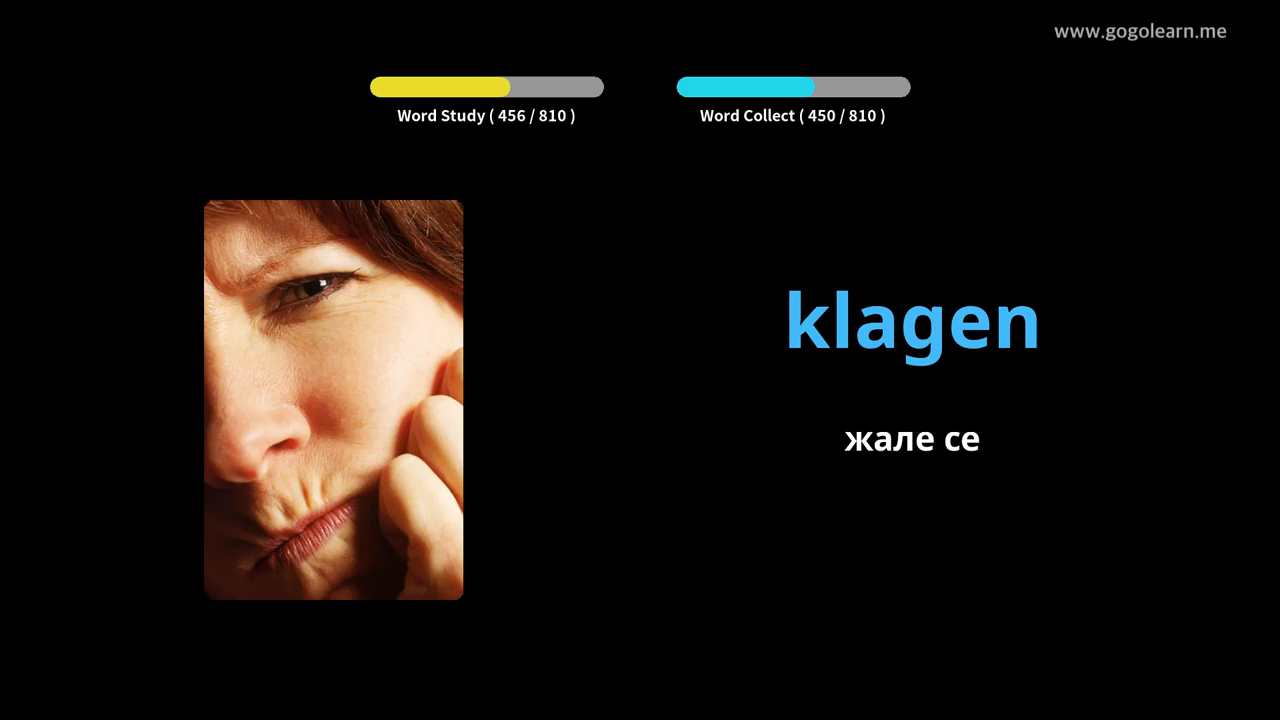 www.gogolearn.me
Word Study ( 456 / 810 )
Word Collect ( 450 / 810 )
klagen
жале се